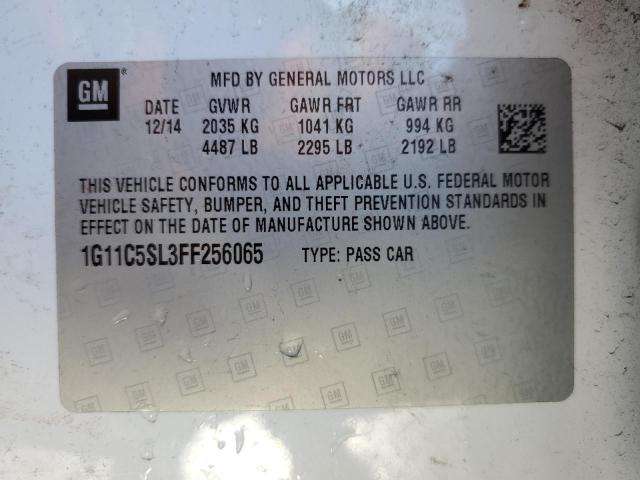 GM
MFD BY GENERAL MOTORS LLC
DATE GVWR GAWR FRT GAWR RR
12/14 2035 KG 1041 KG 994 KG
4487 LB 2295 LB 2192 LB
THIS VEHICLE CONFORMS TO ALL APPLICABLE U.S. FEDERAL MOTOR
VEHICLE SAFETY, BUMPER, AND THEFT PREVENTION STANDARDS IN
EFFECT ON THE DATE OF MANUFACTURE SHOWN ABOVE.
1G11C5SL3FF256065 TYPE: PASS CAR